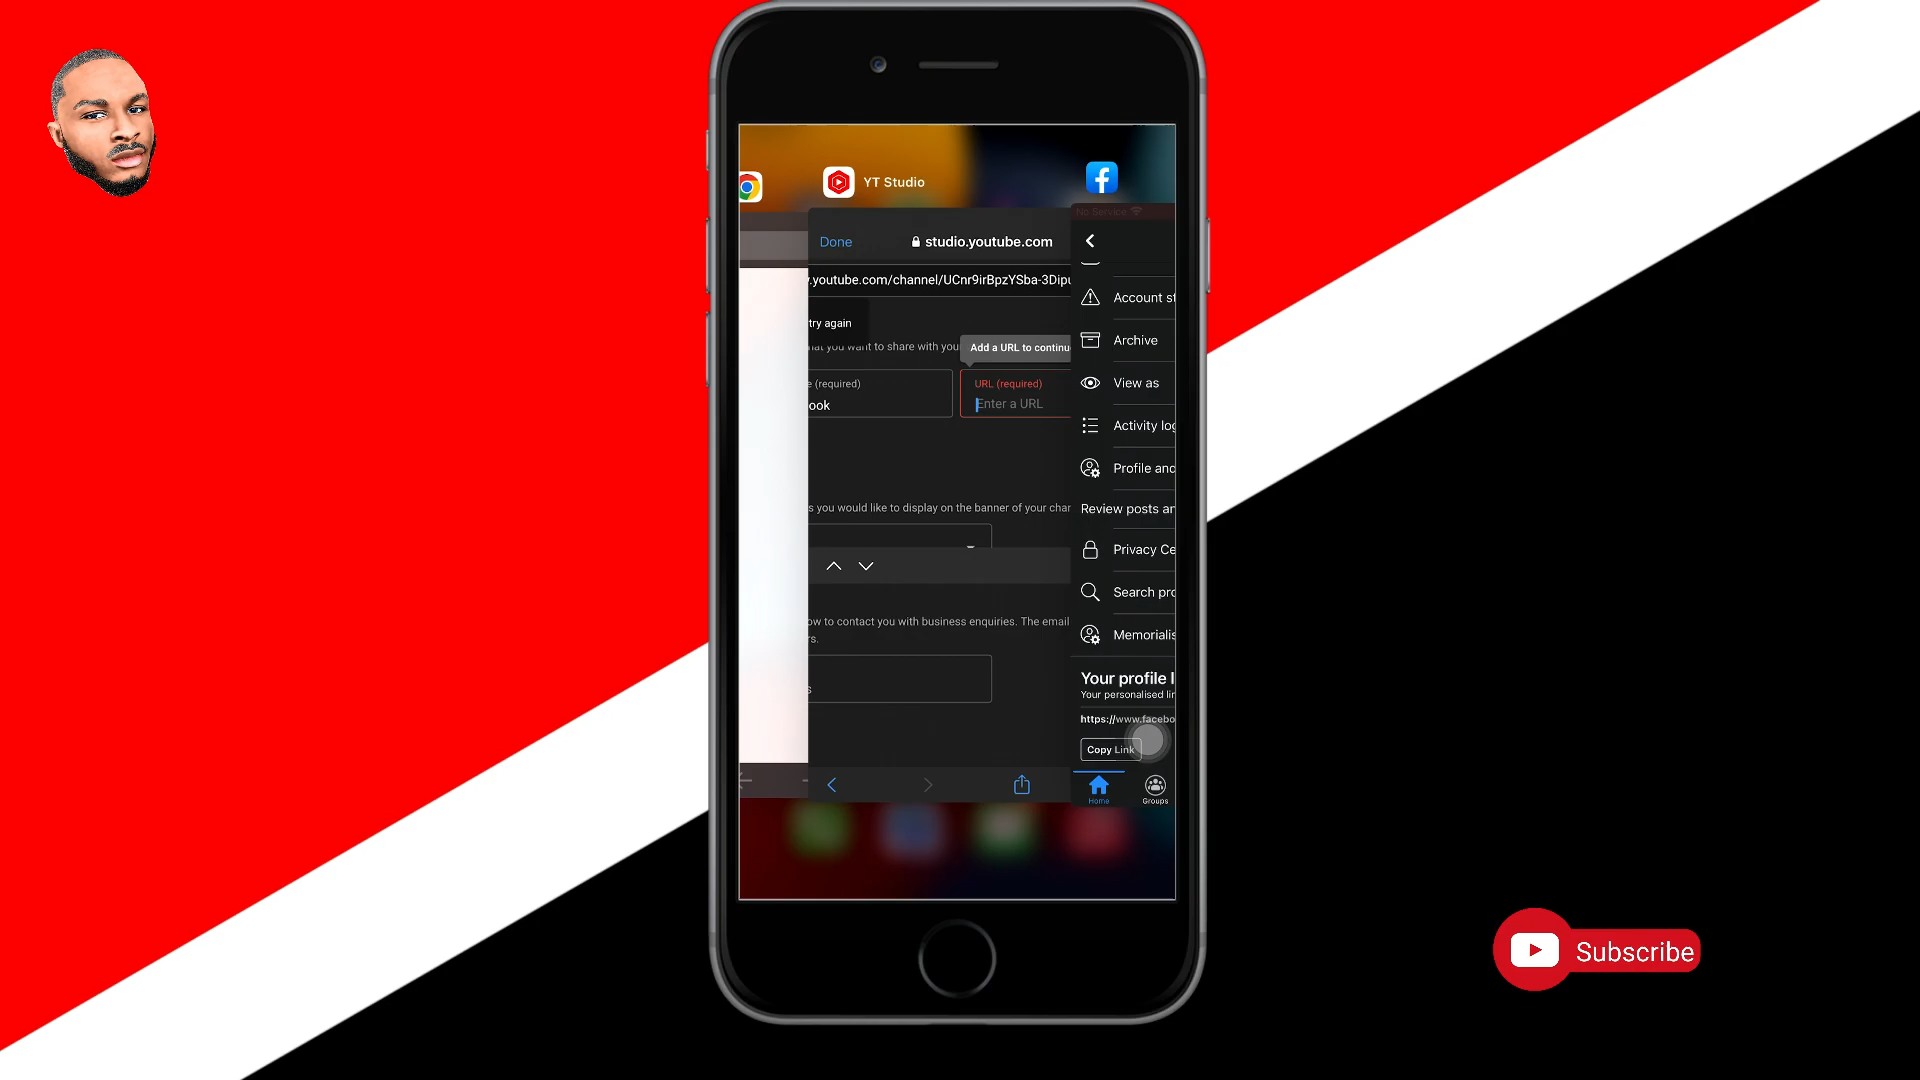 YT Studio
No Service
Done
studio.youtube.com
.youtube.com/channel/UCnr9irBpzYSba-3Dipu
try again
hat you want to share with your
Add a URL to continu
e (required)
ook
URL (required)
Enter a URL
s you would like to display on the banner of your char
ow to contact you with business enquiries. The email
rs.
s
Account st
Archive
View as
Activity log
Profile and
Review posts an
Privacy Ce
Search pro
Memorialis
Your profile l
Your personalised lin
https://www.facebo
Copy Link
Home
Groups
Subscribe